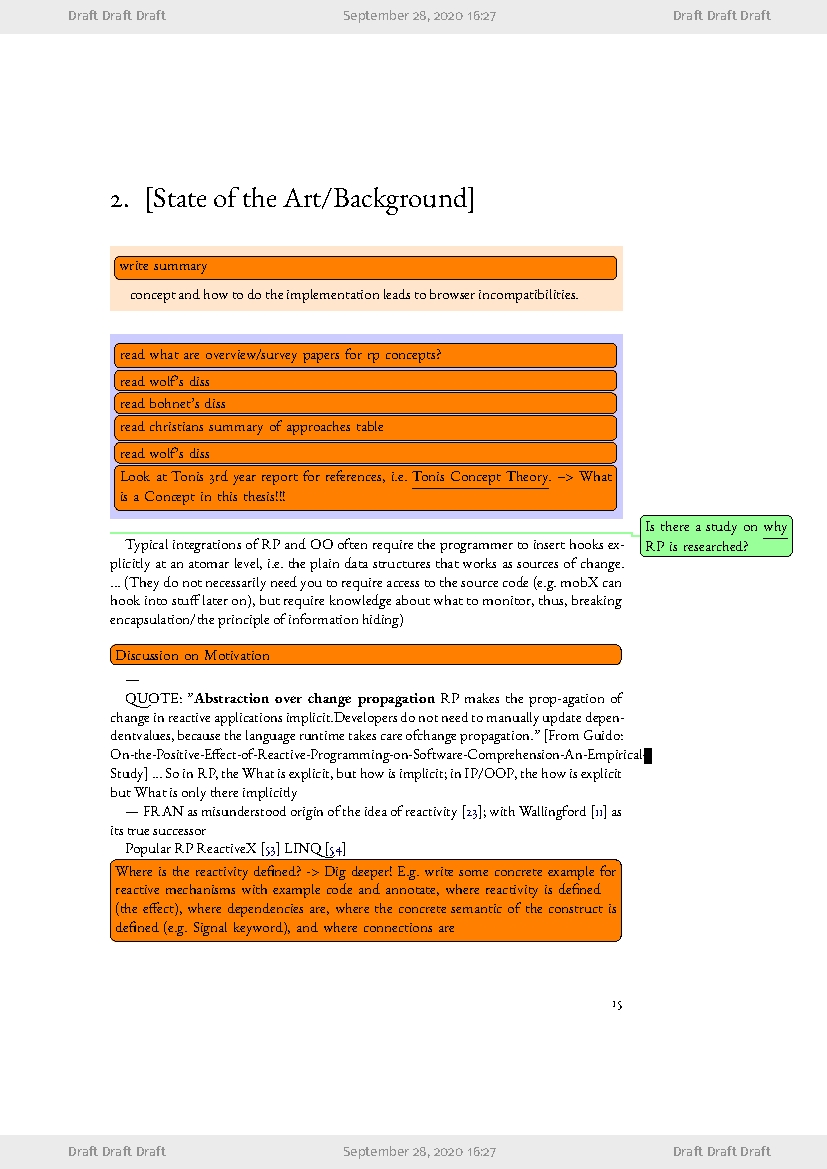 Draft Draft Draft September 28, 2020 16:27 Draft Draft Draft
2. [State of the Art/Background]
write summary
concept and how to do the implementation leads to browser incompatibilities.
read what are overview/survey papers for rp concepts?
read wolf's diss
read bohnet's diss
read christians summary of approaches table
read wolf's diss
Look at Tonis 3rd year report for references, i.e. Tonis Concept Theory. –> What
is a Concept in this thesis!!!
Is there a study on why
RP is researched?
Typical integrations of RP and OO often require the programmer to insert hooks ex-
plicitly at an atomar level, i.e. the plain data structures that works as sources of change.
... (They do not necessarily need you to require access to the source code (e.g. mobX can
hook into stuff later on), but require knowledge about what to monitor, thus, breaking
encapsulation/the principle of information hiding)
Discussion on Motivation
—
QUOTE: ”Abstraction over change propagation RP makes the prop-agation of
change in reactive applications implicit.Developers do not need to manually update depen-
dentvalues, because the language runtime takes care ofchange propagation.” [From Guido:
On-the-Positive-Effect-of-Reactive-Programming-on-Software-Comprehension-An-Empirical-
Study] ... So in RP, the What is explicit, but how is implicit; in IP/OOP, the how is explicit
but What is only there implicitly
— FRAN as misunderstood origin of the idea of reactivity [23]; with Wallingford [11] as
its true successor
Popular RP ReactiveX [53] LINQ [54]
Where is the reactivity defined? -> Dig deeper! E.g. write some concrete example for
reactive mechanisms with example code and annotate, where reactivity is defined
(the effect), where dependencies are, where the concrete semantic of the construct is
defined (e.g. Signal keyword), and where connections are
15
Draft Draft Draft September 28, 2020 16:27 Draft Draft Draft